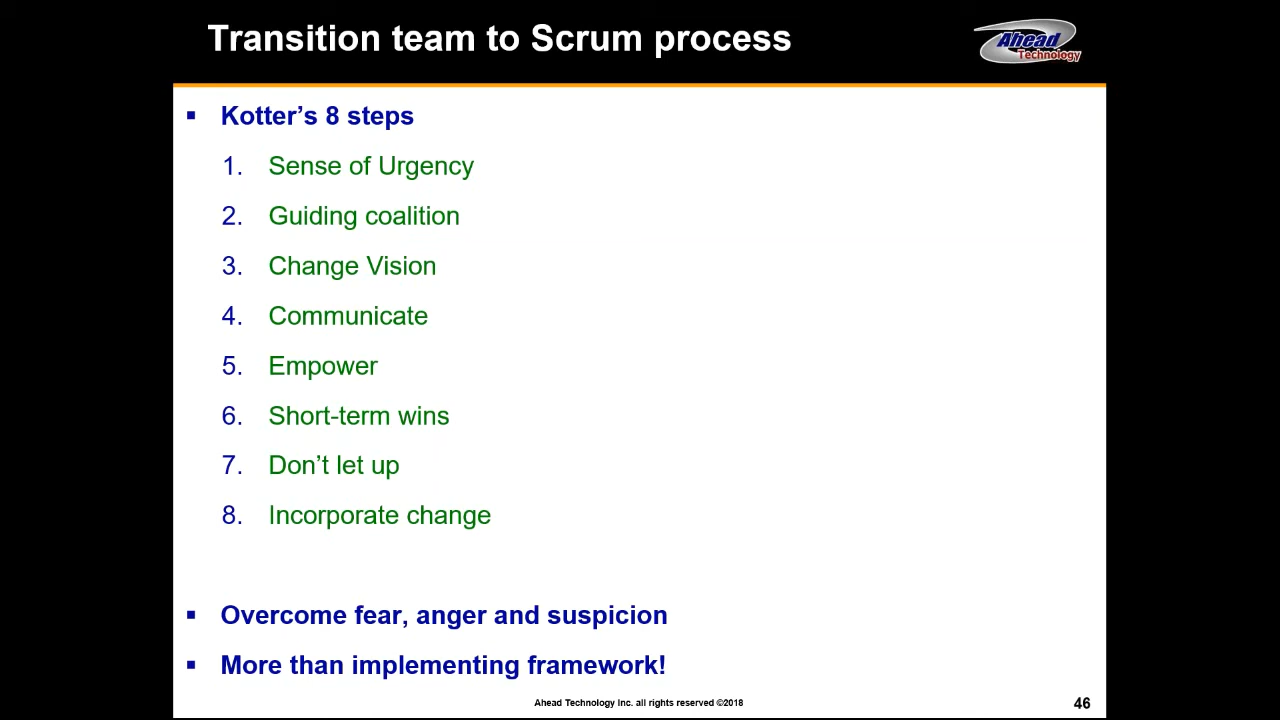 Transition team to Scrum process
Ahead
Technology
▪ Kotter’s 8 steps
1. Sense of Urgency
2. Guiding coalition
3. Change Vision
4. Communicate
5. Empower
6. Short-term wins
7. Don’t let up
8. Incorporate change
▪ Overcome fear, anger and suspicion
▪ More than implementing framework!
Ahead Technology Inc. all rights reserved ©2018
46